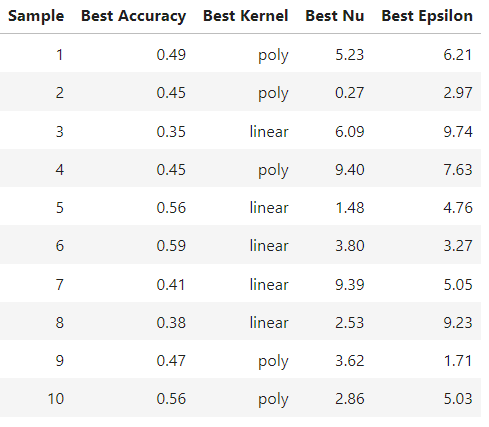 Sample Best Accuracy Best Kernel Best Nu Best Epsilon
1 0.49 poly 5.23 6.21
2 0.45 poly 0.27 2.97
3 0.35 linear 6.09 9.74
4 0.45 poly 9.40 7.63
5 0.56 linear 1.48 4.76
6 0.59 linear 3.80 3.27
7 0.41 linear 9.39 5.05
8 0.38 linear 2.53 9.23
9 0.47 poly 3.62 1.71
10 0.56 poly 2.86 5.03